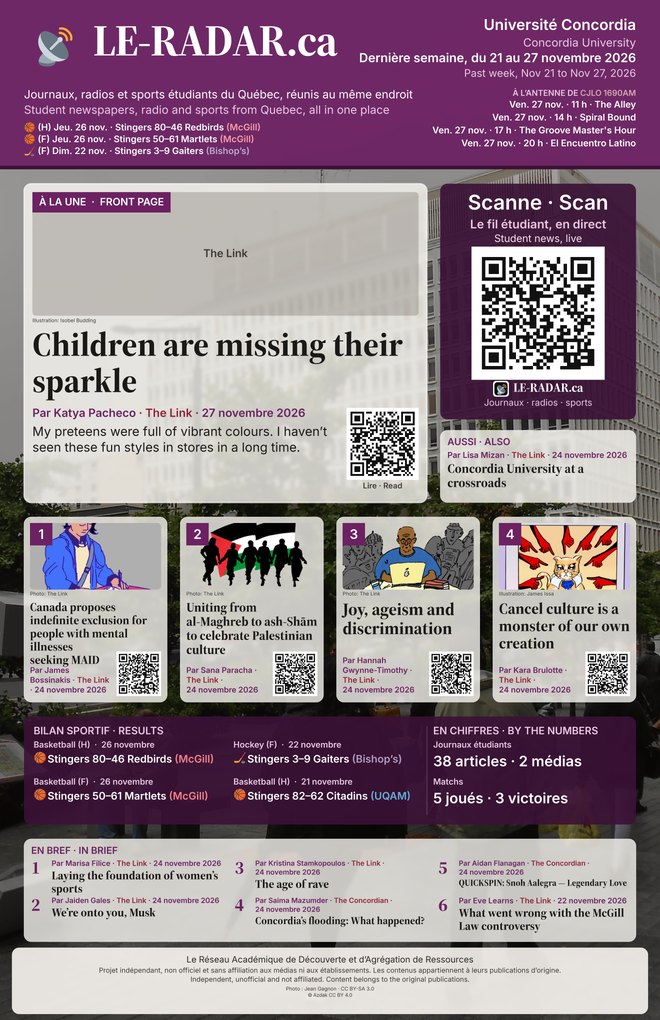 LE-RADAR.ca
Université Concordia
Concordia University
Dernière semaine, du 21 au 27 novembre 2026
Past week, Nov 21 to Nov 27, 2026
Journaux, radios et sports étudiants du Québec, réunis au même endroit
Student newspapers, radio and sports from Quebec, all in one place
(H) Jeu. 26 nov. · Stingers 80–46 Redbirds (McGill)
(F) Jeu. 26 nov. · Stingers 50–61 Martlets (McGill)
(F) Dim. 22 nov. · Stingers 3–9 Gaiters (Bishop's)
À L'ANTENNE DE CJLO 1690AM
Ven. 27 nov. · 11 h · The Alley
Ven. 27 nov. · 14 h · Spiral Bound
Ven. 27 nov. · 17 h · The Groove Master's Hour
Ven. 27 nov. · 20 h · El Encuentro Latino
À LA UNE · FRONT PAGE
The Link
Illustration: Isobel Budding
Children are missing their
sparkle
Par Katya Pacheco · The Link · 27 novembre 2026
My preteens were full of vibrant colours. I haven't
seen these fun styles in stores in a long time.
Lire · Read
Scanne · Scan
Le fil étudiant, en direct
Student news, live
LE-RADAR.ca
Journaux · radios · sports
AUSSI · ALSO
Par Lisa Mizan · The Link · 24 novembre 2026
Concordia University at a
crossroads
1
Photo: The Link
Canada proposes
indefinite exclusion for
people with mental
illnesses
seeking MAID
Par James
Bossinakis · The Link
· 24 novembre 2026
2
Photo: The Link
Uniting from
al-Maghreb to ash-Shām
to celebrate Palestinian
culture
Par Sana Paracha ·
The Link ·
24 novembre 2026
3
Photo: The Link
Joy, ageism and
discrimination
Par Hannah
Gwynne-Timothy ·
The Link ·
24 novembre 2026
4
Illustration: James Issa
Cancel culture is a
monster of our own
creation
Par Kara Brulotte ·
The Link ·
24 novembre 2026
BILAN SPORTIF · RESULTS
Basketball (H) · 26 novembre
Stingers 80–46 Redbirds (McGill)
Hockey (F) · 22 novembre
Stingers 3–9 Gaiters (Bishop's)
Basketball (F) · 26 novembre
Stingers 50–61 Martlets (McGill)
Basketball (H) · 21 novembre
Stingers 82–62 Citadins (UQAM)
EN CHIFFRES · BY THE NUMBERS
Journaux étudiants
38 articles · 2 médias
Matchs
5 joués · 3 victoires
EN BREF · IN BRIEF
1
Par Marisa Filice · The Link · 24 novembre 2026
Laying the foundation of women's
sports
2
Par Jaiden Gales · The Link · 24 novembre 2026
We're onto you, Musk
3
Par Kristina Stamkopoulos · The Link ·
24 novembre 2026
The age of rave
4
Par Saima Mazumder · The Concordian ·
24 novembre 2026
Concordia's flooding: What happened?
5
Par Aidan Flanagan · The Concordian ·
24 novembre 2026
QUICKSPIN: Snoh Aalegra — Legendary Love
6
Par Eve Learns · The Link · 22 novembre 2026
What went wrong with the McGill
Law controversy
Le Réseau Académique de Découverte et d'Agrégation de Ressources
Projet indépendant, non officiel et sans affiliation aux médias ni aux établissements. Les contenus appartiennent à leurs publications d'origine.
Independent, unofficial and not affiliated. Content belongs to the original publications.
Photo : Jean Gagnon · CC BY-SA 3.0
© Azdak CC BY 4.0